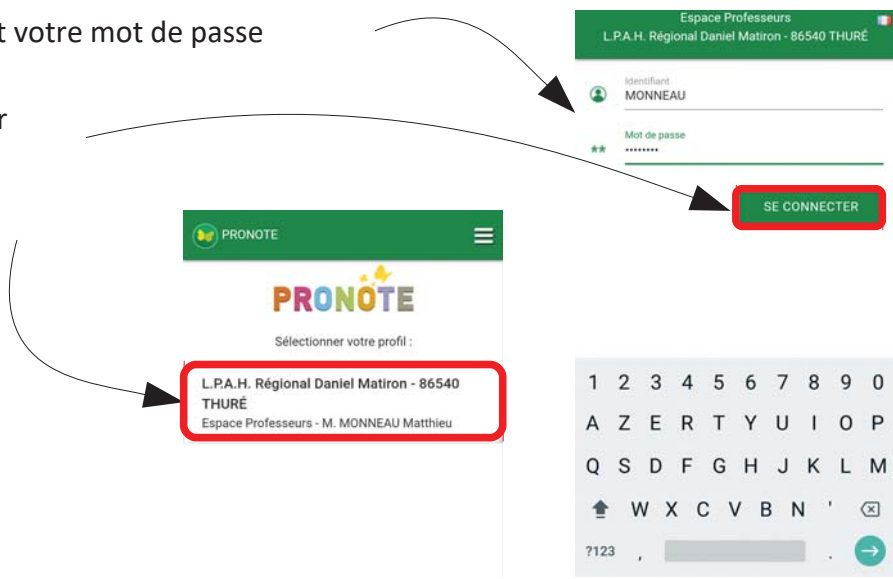 t votre mot de passe
r
Espace Professeurs
L.P.A.H. Régional Daniel Matiron - 86540 THURÉ
Identifiant
MONNEAU
Mot de passe
** ••••••••
SE CONNECTER
PRONOTE
PRONOTE
Sélectionner votre profil :
L.P.A.H. Régional Daniel Matiron - 86540
THURÉ
Espace Professeurs - M. MONNEAU Matthieu
1 2 3 4 5 6 7 8 9 0
A Z E R T Y U I O P
Q S D F G H J K L M
W X C V B N '
?123 , .